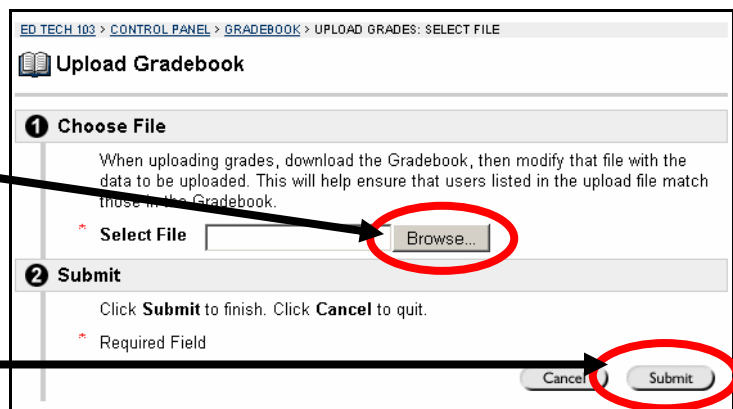 ED TECH 103 > CONTROL PANEL > GRADEBOOK > UPLOAD GRADES: SELECT FILE
Upload Gradebook
1 Choose File
When uploading grades, download the Gradebook, then modify that file with the
data to be uploaded. This will help ensure that users listed in the upload file match
those in the Gradebook.
* Select File Browse...
2 Submit
Click Submit to finish. Click Cancel to quit.
* Required Field
Cancel Submit